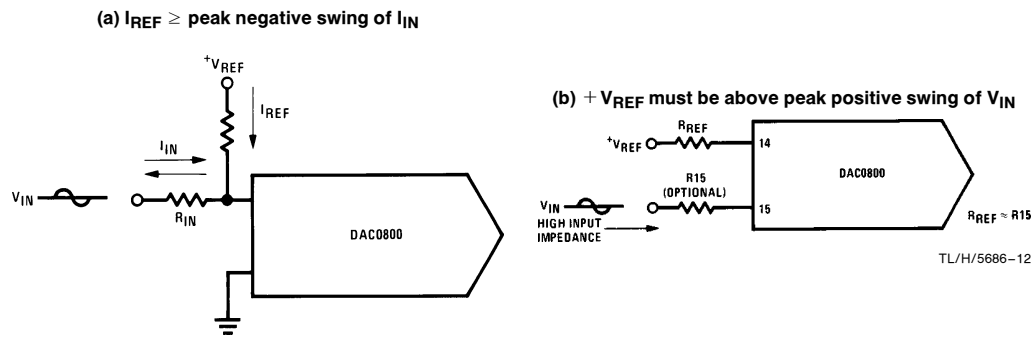 (a) IREF ≥ peak negative swing of IIN
+VREF
IREF
IIN
VIN
RIN
DAC0800
(b) + VREF must be above peak positive swing of VIN
+VREF
RREF
14
DAC0800
R15
(OPTIONAL)
VIN
15
HIGH INPUT
IMPEDANCE
RREF ≈ R15
TL/H/5686–12